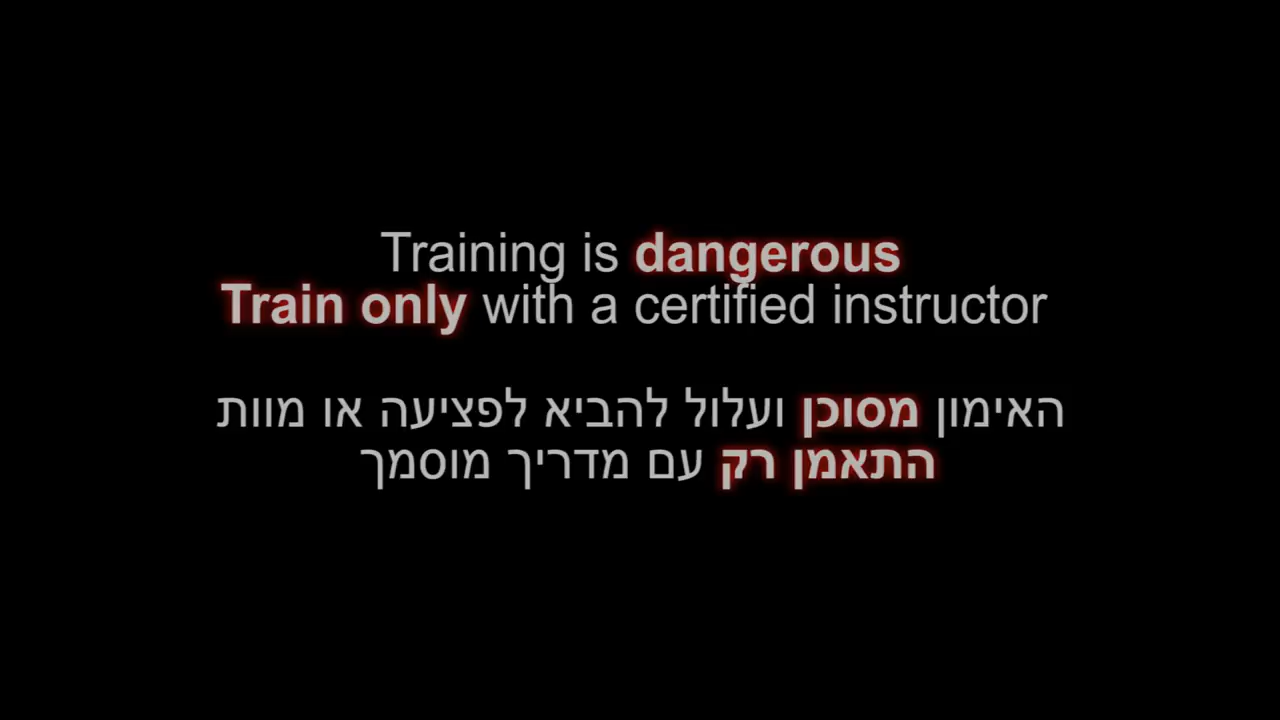 Training is dangerous
Train only with a certified instructor
האימון מסוכן ועלול להביא לפציעה או מוות
התאמן רק עם מדריך מוסמך